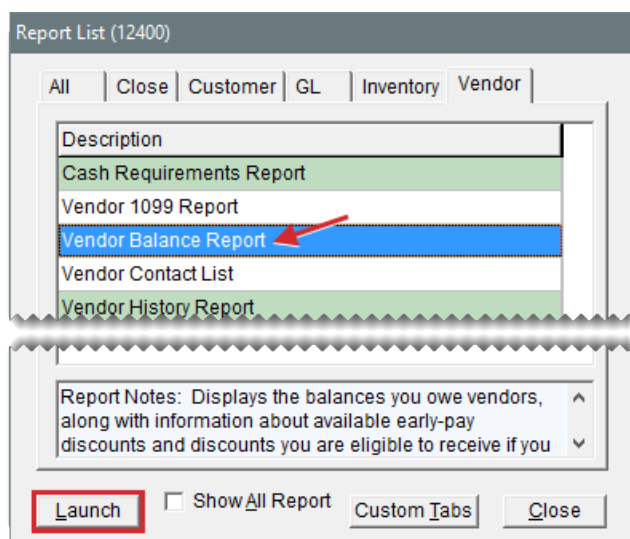 Report List (12400)
All Close Customer GL Inventory Vendor
Description
Cash Requirements Report
Vendor 1099 Report
Vendor Balance Report
Vendor Contact List
Vendor History Report
Report Notes: Displays the balances you owe vendors,
along with information about available early-pay
discounts and discounts you are eligible to receive if you
Launch Show All Report Custom Tabs Close